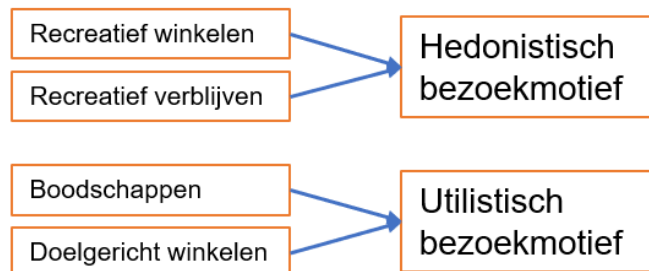 Recreatief winkelen
Recreatief verblijven
Hedonistisch
bezoekmotief
Boodschappen
Doelgericht winkelen
Utilistisch
bezoekmotief